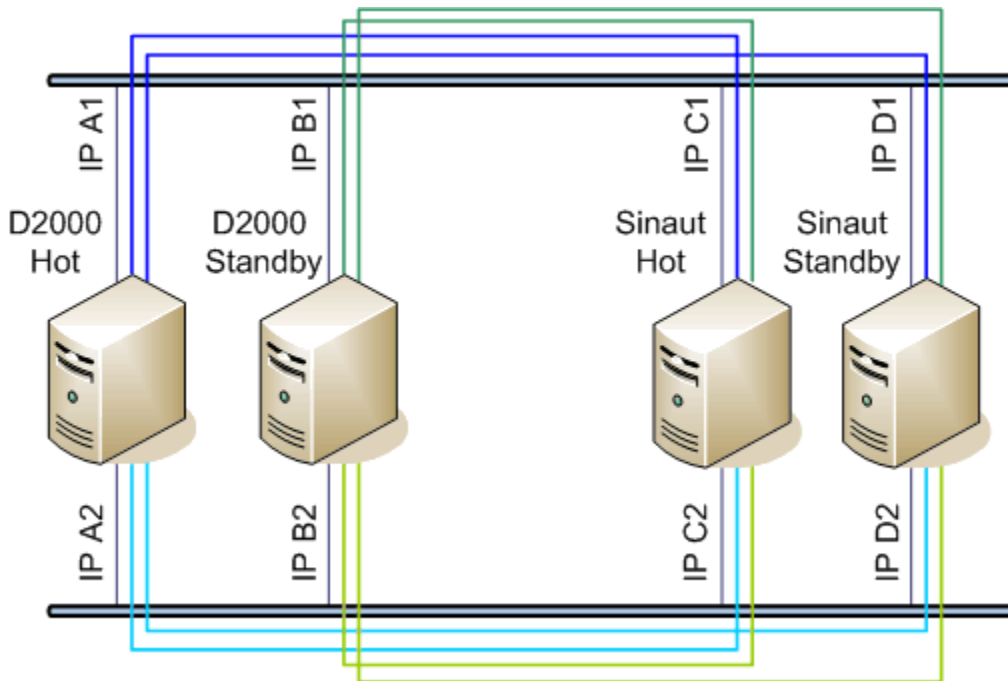 IP A1
IP B1
IP C1
IP D1
D2000
Hot
D2000
Standby
Sinaut
Hot
Sinaut
Standby
IP A2
IP B2
IP C2
IP D2